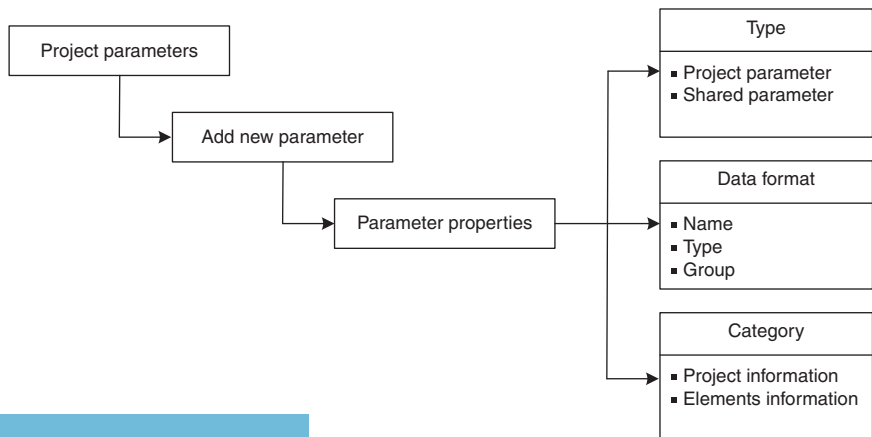 Project parameters
Add new parameter
Parameter properties
Type
▪ Project parameter
▪ Shared parameter
Data format
▪ Name
▪ Type
▪ Group
Category
▪ Project information
▪ Elements information